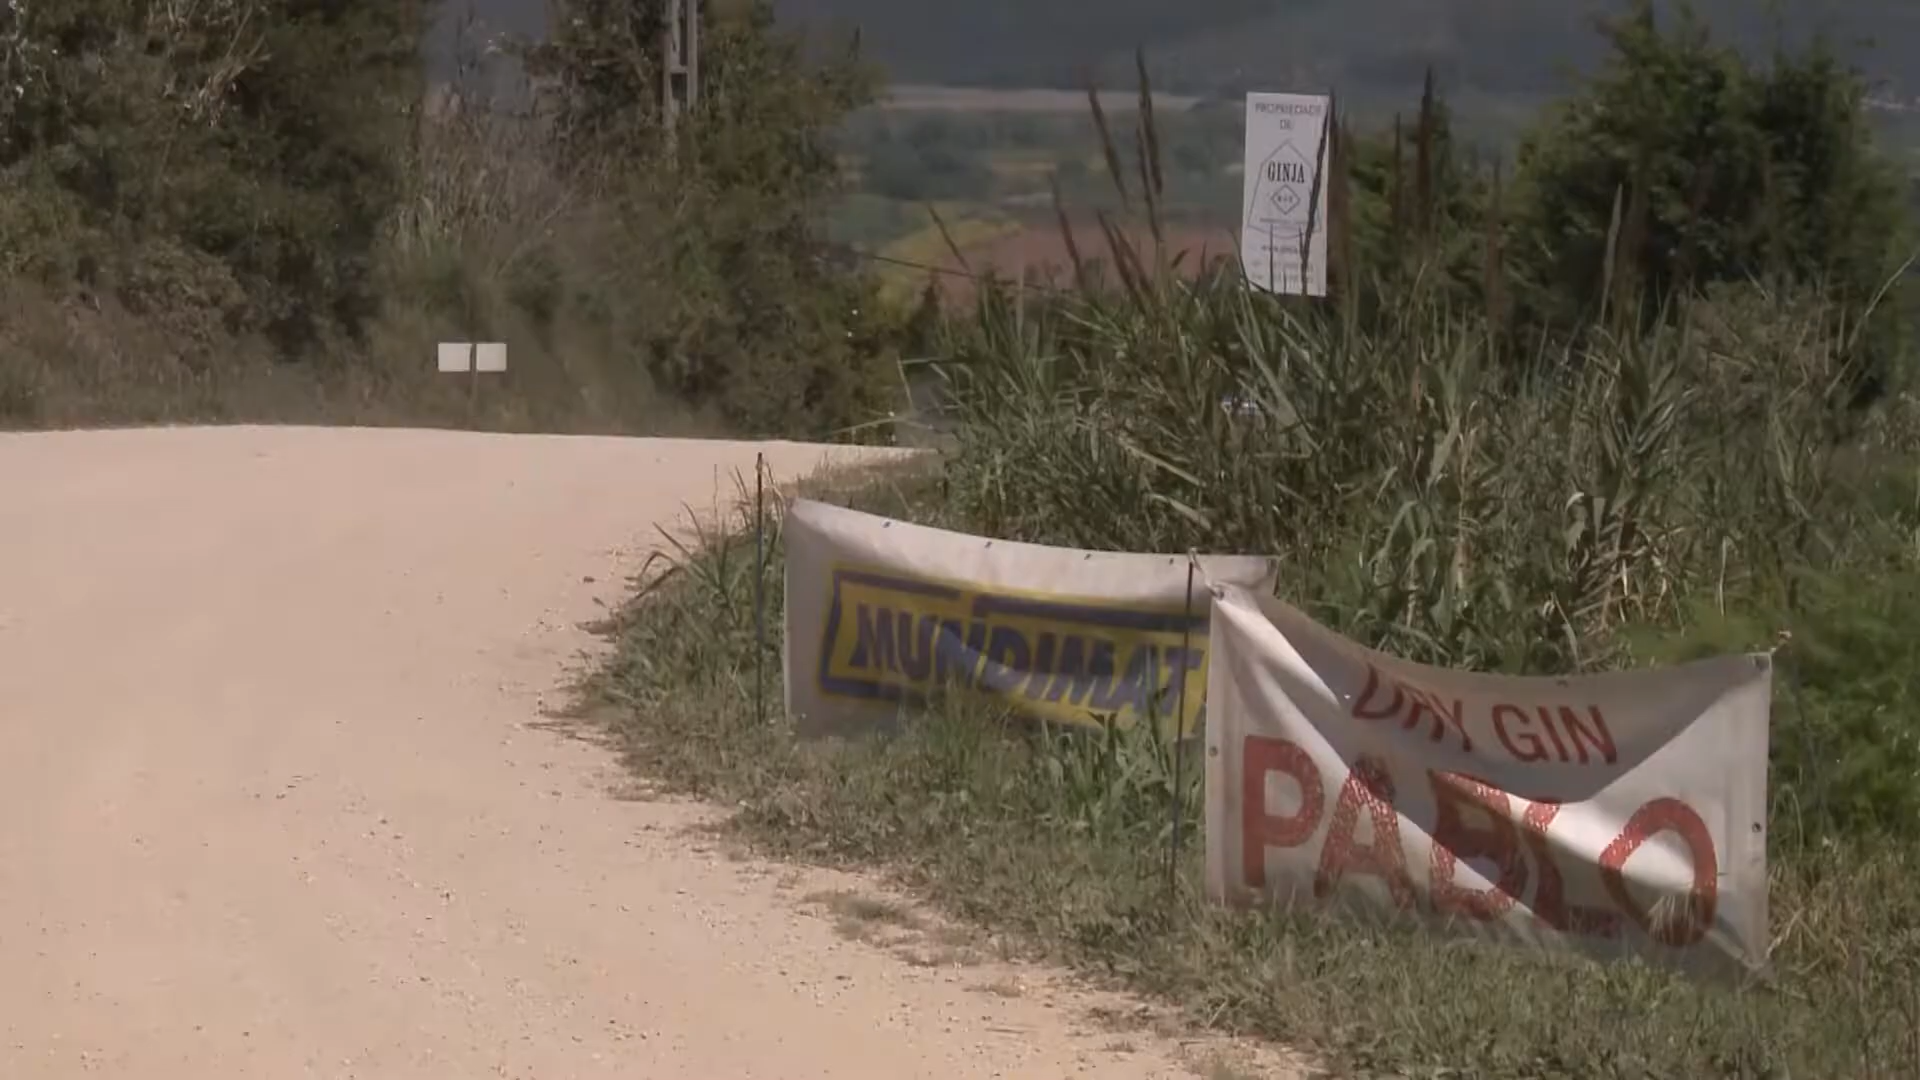 PROPRIEDADE
DE
GINJA
MUNDIMAT
DRY GIN
PABLO